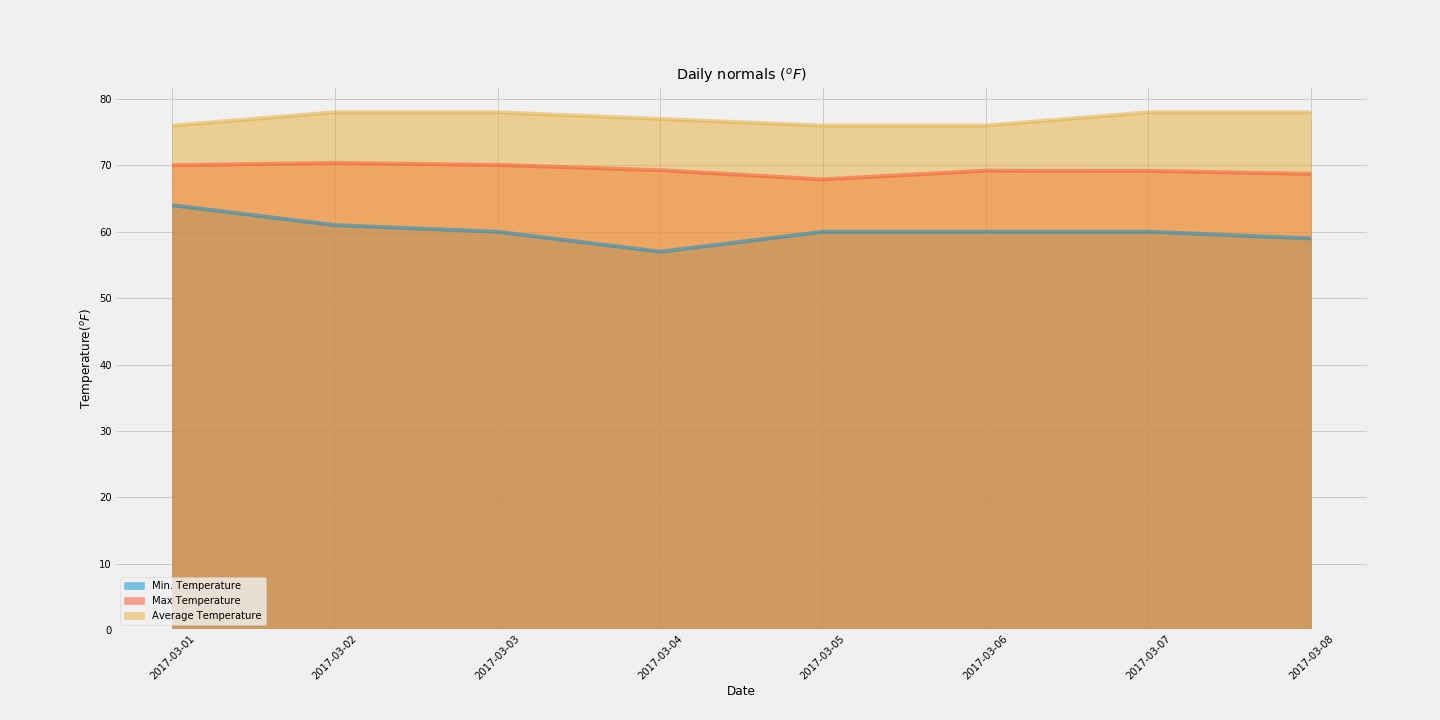 Daily normals (°F)
80
70
60
50
40
30
20
10
0
Temperature(°F)
Min. Temperature
Max Temperature
Average Temperature
2017-03-01
2017-03-02
2017-03-03
2017-03-04
2017-03-05
2017-03-06
2017-03-07
2017-03-08
Date